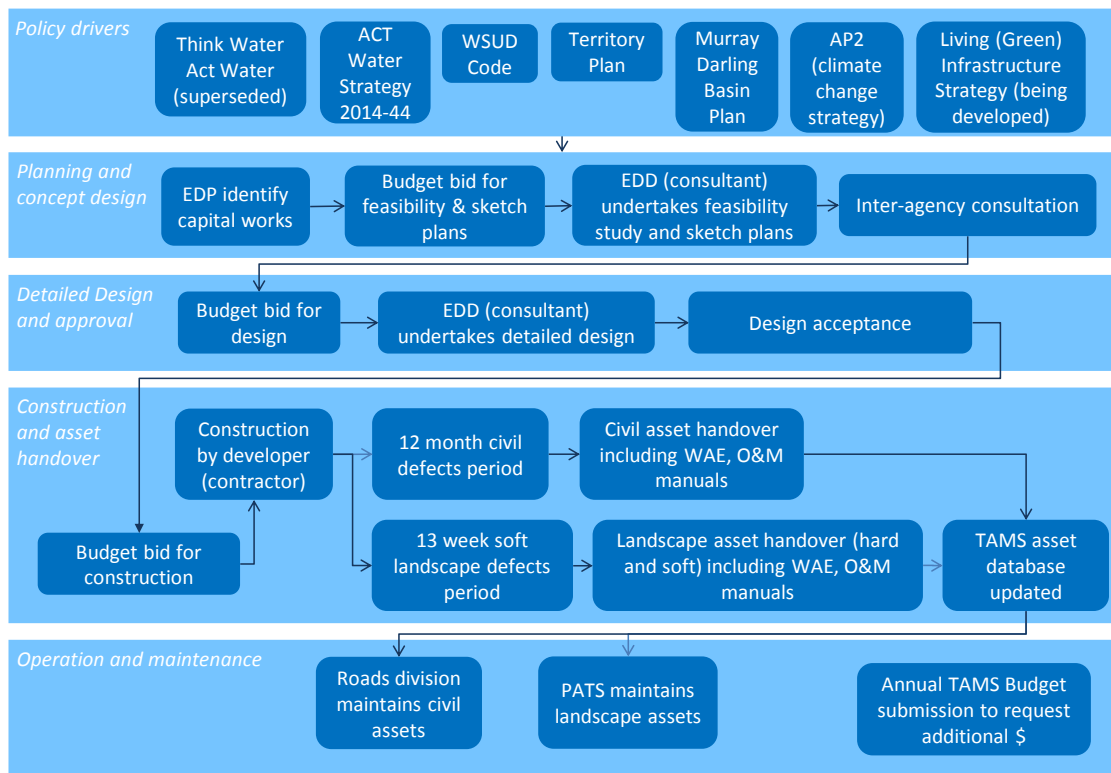 Policy drivers
Think Water
Act Water
(superseded)
ACT
Water
Strategy
2014-44
WSUD
Code
Territory
Plan
Murray
Darling
Basin
Plan
AP2
(climate
change
strategy)
Living (Green)
Infrastructure
Strategy (being
developed)
Planning and
concept design
EDP identify
capital works
Budget bid for
feasibility & sketch
plans
EDD (consultant)
undertakes feasibility
study and sketch plans
Inter-agency consultation
Detailed Design
and approval
Budget bid for
design
EDD (consultant)
undertakes detailed design
Design acceptance
Construction
and asset
handover
Budget bid for
construction
Construction
by developer
(contractor)
12 month civil
defects period
Civil asset handover
including WAE, O&M
manuals
13 week soft
landscape defects
period
Landscape asset handover (hard
and soft) including WAE, O&M
manuals
TAMS asset
database
updated
Operation and maintenance
Roads division
maintains civil
assets
PATS maintains
landscape assets
Annual TAMS Budget
submission to request
additional $